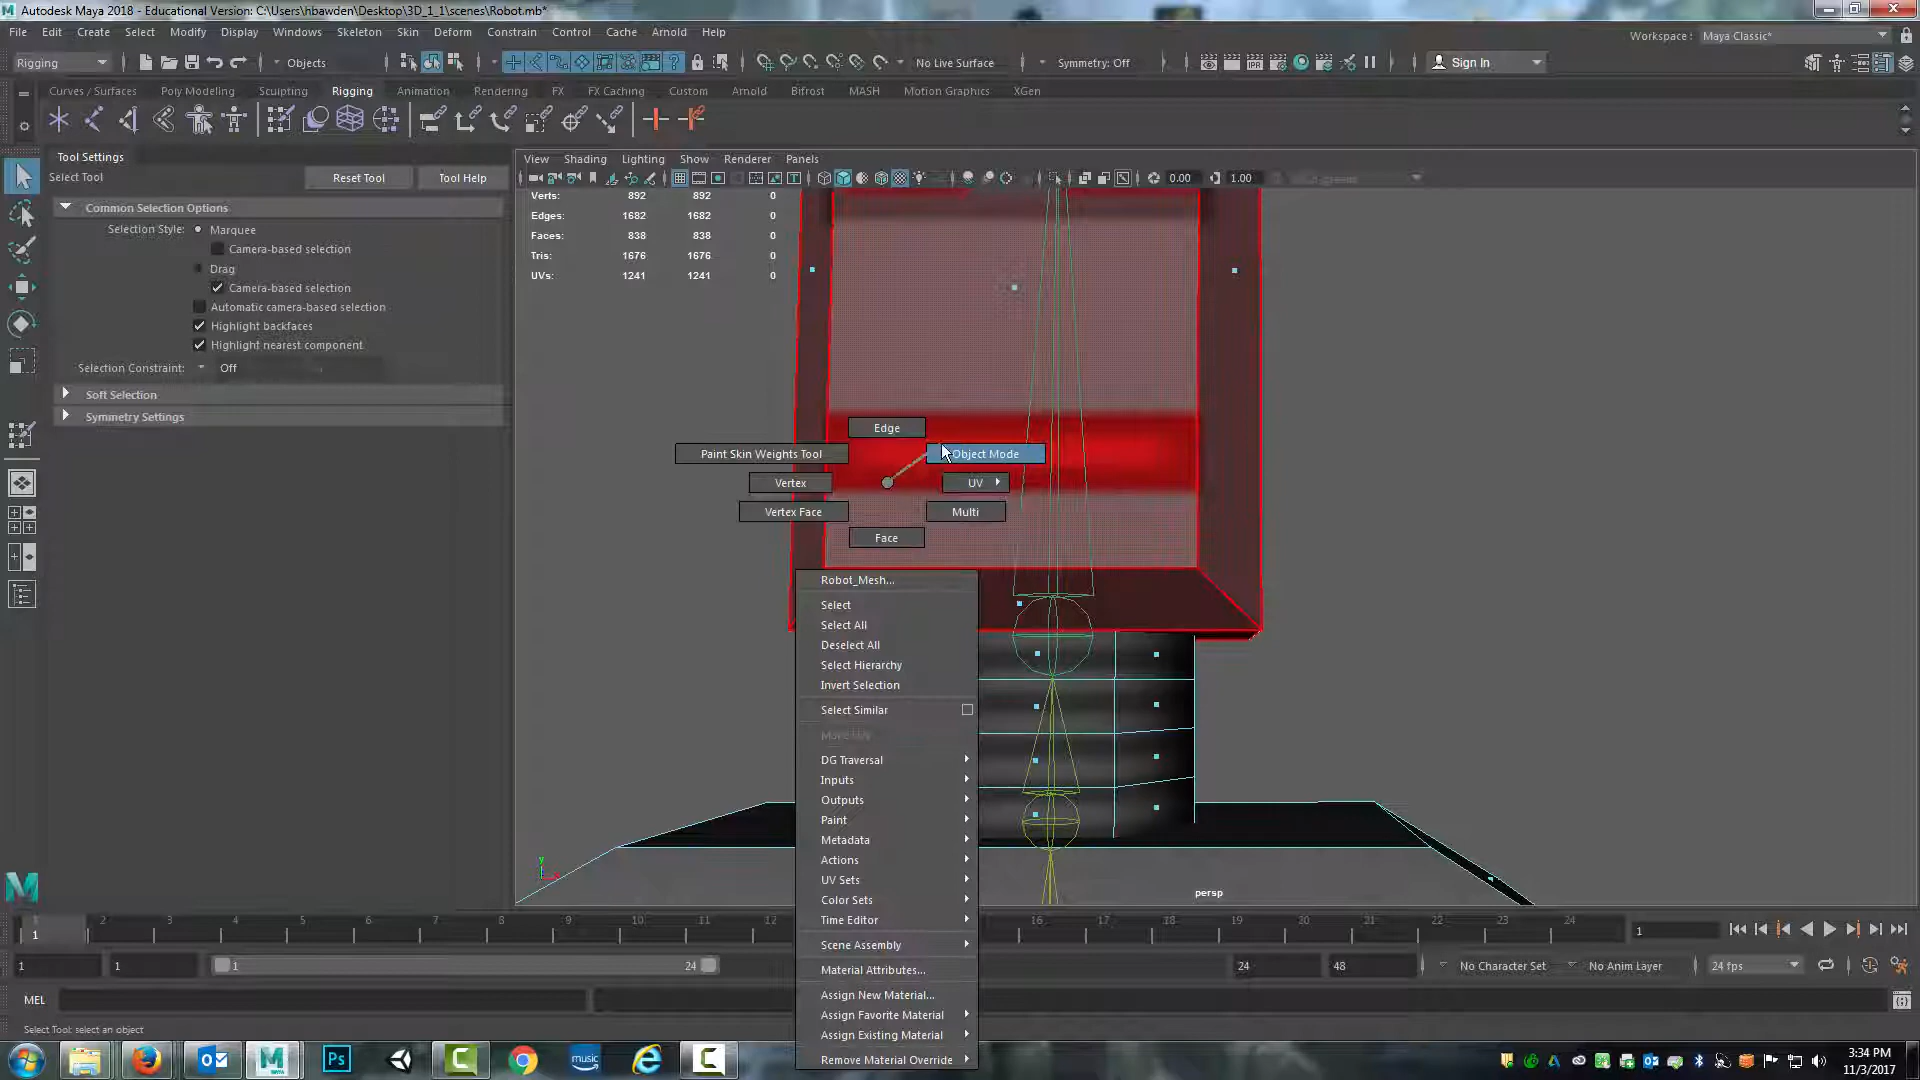 Autodesk Maya 2018 - Educational Version: C:\Users\hbawden\Desktop\3D_1_1\scenes\Robot.mb*
File Edit Create Select Modify Display Windows Skeleton Skin Deform Constrain Control Cache Arnold Help
Workspace : Maya Classic*
Rigging Objects No Live Surface Symmetry: Off Sign In
Curves / Surfaces Poly Modeling Sculpting Rigging Animation Rendering FX FX Caching Custom Arnold Bifrost MASH Motion Graphics XGen
Tool Settings
Select Tool Reset Tool Tool Help
Common Selection Options
Selection Style: Marquee
Camera-based selection
Drag
Camera-based selection
Automatic camera-based selection
Highlight backfaces
Highlight nearest component
Selection Constraint: Off
Soft Selection
Symmetry Settings
View Shading Lighting Show Renderer Panels
0.00 1.00
Verts: 892 892 0
Edges: 1682 1682 0
Faces: 838 838 0
Tris: 1676 1676 0
UVs: 1241 1241 0
Edge
Paint Skin Weights Tool Object Mode
Vertex UV
Vertex Face Multi
Face
Robot_Mesh...
Select
Select All
Deselect All
Select Hierarchy
Invert Selection
Select Similar
DG Traversal
Inputs
Outputs
Paint
Metadata
Actions
UV Sets
Color Sets
Time Editor
Scene Assembly
Material Attributes...
Assign New Material...
Assign Favorite Material
Assign Existing Material
Remove Material Override
y
persp
1 2 3 4 5 6 7 8 9 10 11 12 16 17 18 19 20 21 22 23 24
1 1
1 1 1 24 24 48 No Character Set No Anim Layer 24 fps
MEL
Select Tool: select an object
Ps
music
3:34 PM
11/3/2017